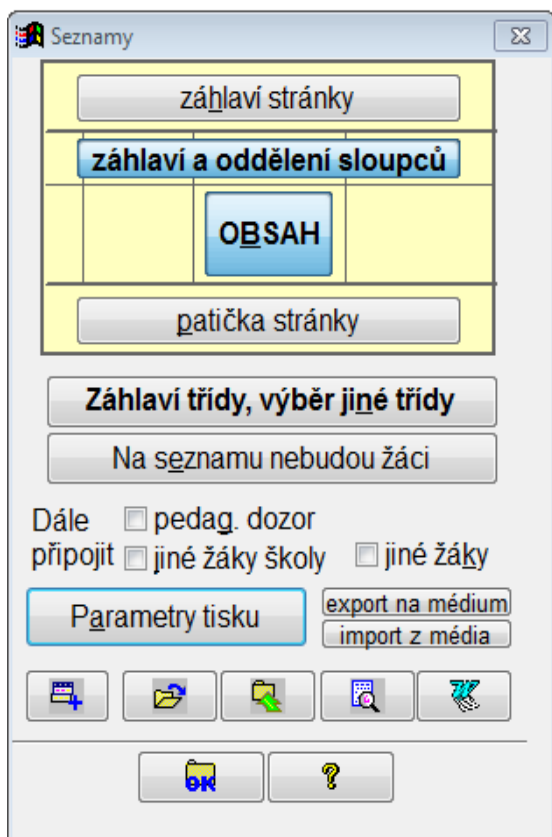 Seznamy
záhlaví stránky
záhlaví a oddělení sloupců
OBSAH
patička stránky
Záhlaví třídy, výběr jiné třídy
Na seznamu nebudou žáci
Dále připojit
pedag. dozor
jiné žáky školy
jiné žáky
Parametry tisku
export na médium
import z média
OK
?